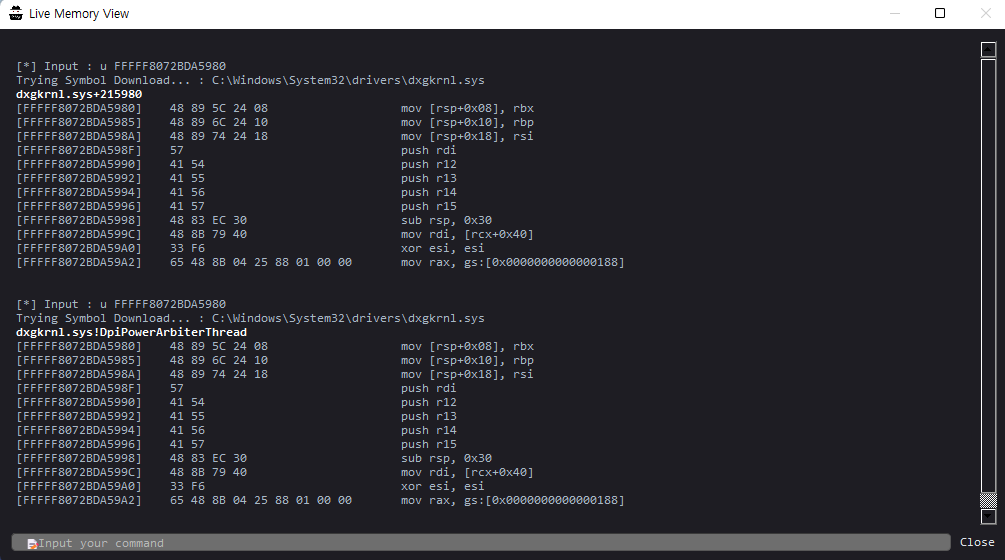 Live Memory View
[*] Input : u FFFFF8072BDA5980
Trying Symbol Download... : C:\Windows\System32\drivers\dxgkrnl.sys
dxgkrnl.sys+215980
[FFFFF8072BDA5980] 48 89 5C 24 08 mov [rsp+0x08], rbx
[FFFFF8072BDA5985] 48 89 6C 24 10 mov [rsp+0x10], rbp
[FFFFF8072BDA598A] 48 89 74 24 18 mov [rsp+0x18], rsi
[FFFFF8072BDA598F] 57 push rdi
[FFFFF8072BDA5990] 41 54 push r12
[FFFFF8072BDA5992] 41 55 push r13
[FFFFF8072BDA5994] 41 56 push r14
[FFFFF8072BDA5996] 41 57 push r15
[FFFFF8072BDA5998] 48 83 EC 30 sub rsp, 0x30
[FFFFF8072BDA599C] 48 8B 79 40 mov rdi, [rcx+0x40]
[FFFFF8072BDA59A0] 33 F6 xor esi, esi
[FFFFF8072BDA59A2] 65 48 8B 04 25 88 01 00 00 mov rax, gs:[0x0000000000000188]
[*] Input : u FFFFF8072BDA5980
Trying Symbol Download... : C:\Windows\System32\drivers\dxgkrnl.sys
dxgkrnl.sys!DpiPowerArbiterThread
[FFFFF8072BDA5980] 48 89 5C 24 08 mov [rsp+0x08], rbx
[FFFFF8072BDA5985] 48 89 6C 24 10 mov [rsp+0x10], rbp
[FFFFF8072BDA598A] 48 89 74 24 18 mov [rsp+0x18], rsi
[FFFFF8072BDA598F] 57 push rdi
[FFFFF8072BDA5990] 41 54 push r12
[FFFFF8072BDA5992] 41 55 push r13
[FFFFF8072BDA5994] 41 56 push r14
[FFFFF8072BDA5996] 41 57 push r15
[FFFFF8072BDA5998] 48 83 EC 30 sub rsp, 0x30
[FFFFF8072BDA599C] 48 8B 79 40 mov rdi, [rcx+0x40]
[FFFFF8072BDA59A0] 33 F6 xor esi, esi
[FFFFF8072BDA59A2] 65 48 8B 04 25 88 01 00 00 mov rax, gs:[0x0000000000000188]
Input your command Close